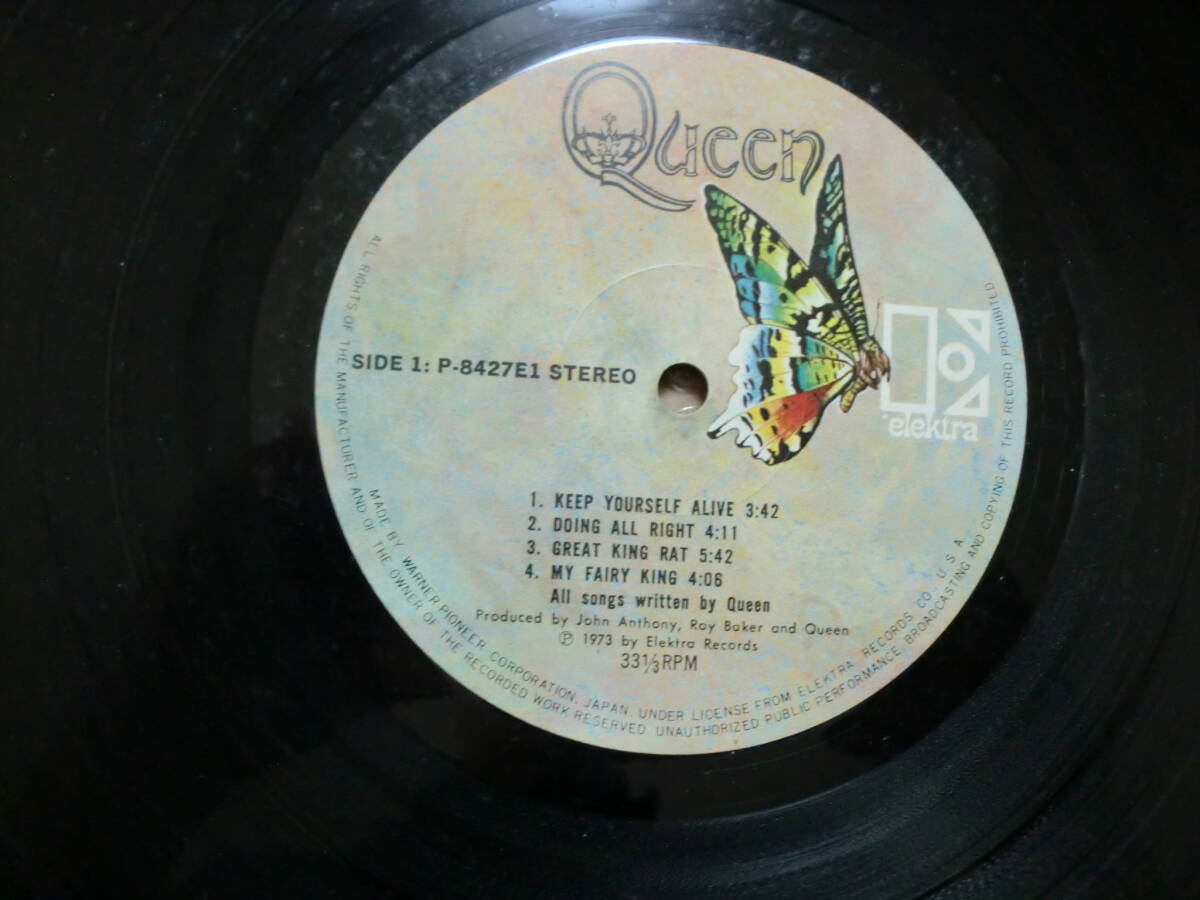 Queen
SIDE 1: P-8427E1 STEREO
elektra
1. KEEP YOURSELF ALIVE 3:42
2. DOING ALL RIGHT 4:11
3. GREAT KING RAT 5:42
4. MY FAIRY KING 4:06
All songs written by Queen
Produced by John Anthony, Roy Baker and Queen
℗ 1973 by Elektra Records
33⅓RPM
MADE BY WARNER-PIONEER CORPORATION, JAPAN, UNDER LICENSE FROM ELEKTRA RECORDS CO U.S.A.
ALL RIGHTS OF THE MANUFACTURER AND OF THE OWNER OF THE RECORDED WORK RESERVED. UNAUTHORIZED PUBLIC PERFORMANCE, BROADCASTING AND COPYING OF THIS RECORD PROHIBITED